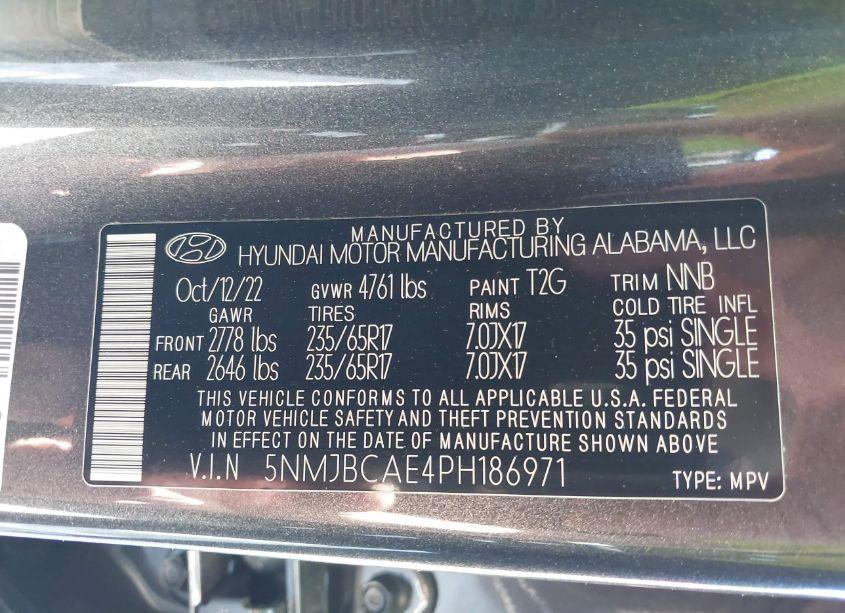 MANUFACTURED BY
HYUNDAI MOTOR MANUFACTURING ALABAMA, LLC
Oct/12/22 GVWR 4761 lbs PAINT T2G TRIM NNB
GAWR TIRES RIMS COLD TIRE INFL
FRONT 2778 lbs 235/65R17 7.0JX17 35 psi SINGLE
REAR 2646 lbs 235/65R17 7.0JX17 35 psi SINGLE
THIS VEHICLE CONFORMS TO ALL APPLICABLE U.S.A. FEDERAL
MOTOR VEHICLE SAFETY AND THEFT PREVENTION STANDARDS
IN EFFECT ON THE DATE OF MANUFACTURE SHOWN ABOVE
V.I.N 5NMJBCAE4PH186971 TYPE: MPV